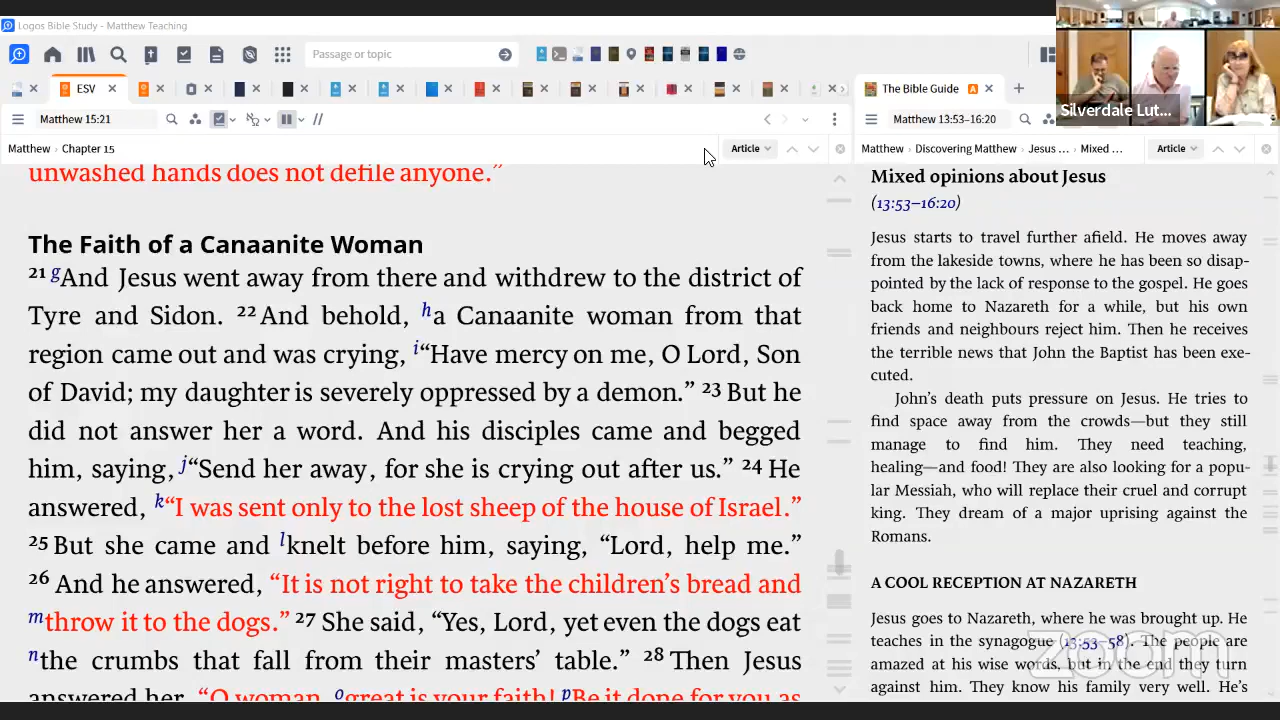 Logos Bible Study - Matthew Teaching
Passage or topic
ESV
The Bible Guide
A
Silverdale Lut...
Matthew 15:21
Matthew 13:53–16:20
Matthew › Chapter 15
Article
Matthew › Discovering Matthew › Jesus ... › Mixed ...
Article
unwashed hands does not defile anyone.”
The Faith of a Canaanite Woman
21 gAnd Jesus went away from there and withdrew to the district of
Tyre and Sidon. 22 And behold, ha Canaanite woman from that
region came out and was crying, i“Have mercy on me, O Lord, Son
of David; my daughter is severely oppressed by a demon.” 23 But he
did not answer her a word. And his disciples came and begged
him, saying, j“Send her away, for she is crying out after us.” 24 He
answered, k“I was sent only to the lost sheep of the house of Israel.”
25 But she came and lknelt before him, saying, “Lord, help me.”
26 And he answered, “It is not right to take the children’s bread and
mthrow it to the dogs.” 27 She said, “Yes, Lord, yet even the dogs eat
nthe crumbs that fall from their masters’ table.” 28 Then Jesus
answered her, “O woman, ogreat is your faith! pBe it done for you as
Mixed opinions about Jesus
(13:53–16:20)
Jesus starts to travel further afield. He moves away
from the lakeside towns, where he has been so disap-
pointed by the lack of response to the gospel. He goes
back home to Nazareth for a while, but his own
friends and neighbours reject him. Then he receives
the terrible news that John the Baptist has been exe-
cuted.
John’s death puts pressure on Jesus. He tries to
find space away from the crowds—but they still
manage to find him. They need teaching,
healing—and food! They are also looking for a popu-
lar Messiah, who will replace their cruel and corrupt
king. They dream of a major uprising against the
Romans.
A COOL RECEPTION AT NAZARETH
Jesus goes to Nazareth, where he was brought up. He
teaches in the synagogue (13:53–58). The people are
amazed at his wise words, but in the end they turn
against him. They know his family very well. He’s
zoom